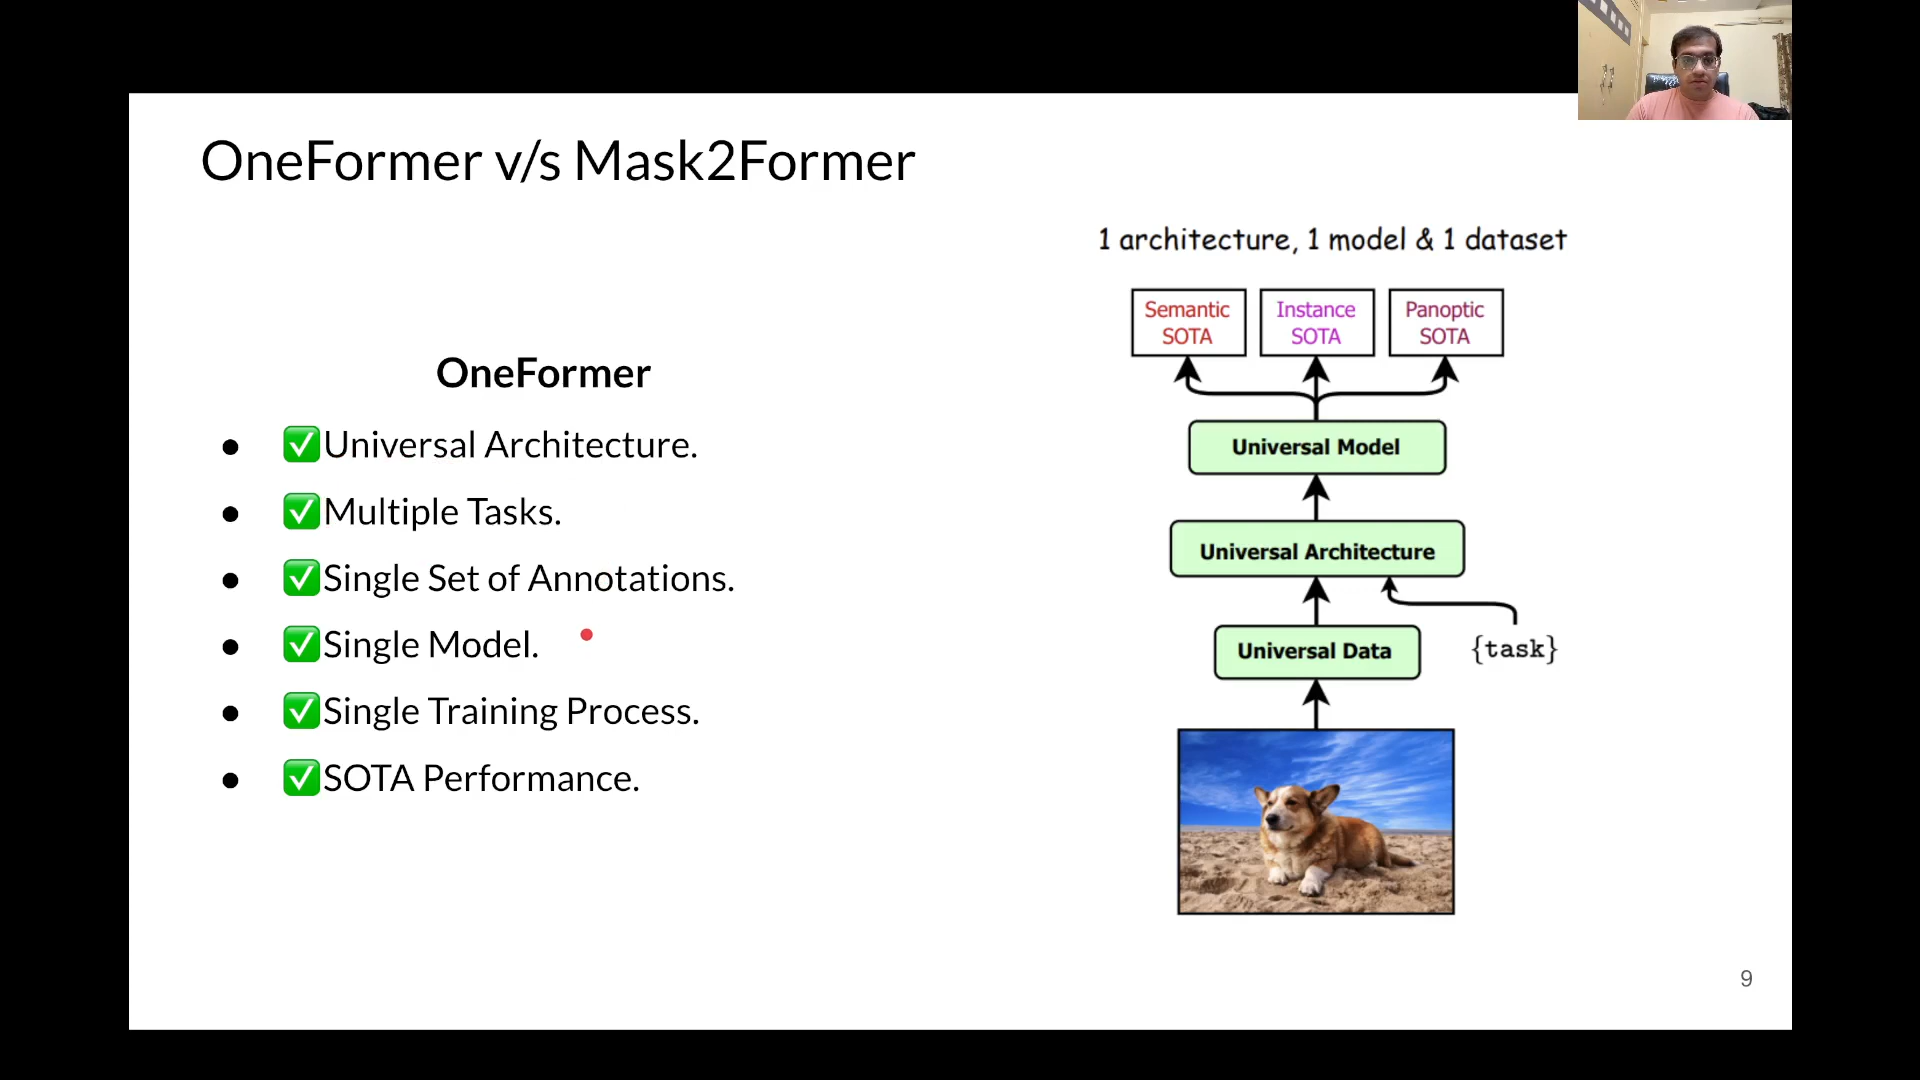 OneFormer v/s Mask2Former
OneFormer
● ✅Universal Architecture.
● ✅Multiple Tasks.
● ✅Single Set of Annotations.
● ✅Single Model.
● ✅Single Training Process.
● ✅SOTA Performance.
1 architecture, 1 model & 1 dataset
Semantic
SOTA
Instance
SOTA
Panoptic
SOTA
Universal Model
Universal Architecture
Universal Data
{task}
9